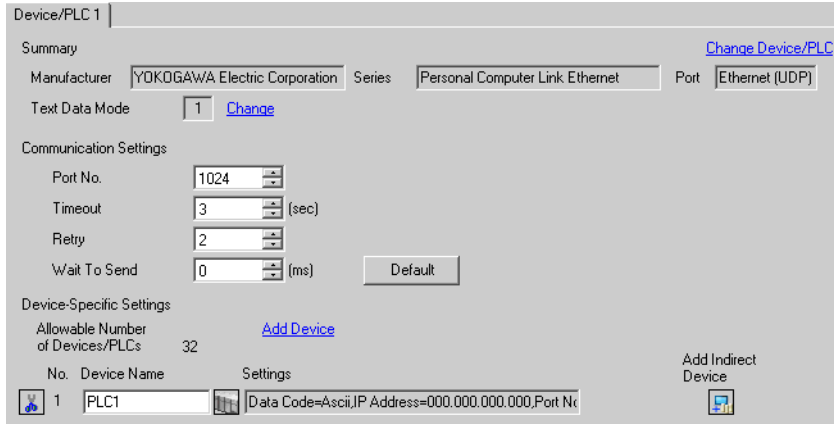 Device/PLC 1
Summary Change Device/PLC
Manufacturer YOKOGAWA Electric Corporation Series Personal Computer Link Ethernet Port Ethernet (UDP)
Text Data Mode 1 Change
Communication Settings
Port No. 1024
Timeout 3 (sec)
Retry 2
Wait To Send 0 (ms) Default
Device-Specific Settings
Allowable Number
of Devices/PLCs 32 Add Device
Add Indirect
Device
No. Device Name Settings
1 PLC1 Data Code=Ascii,IP Address=000.000.000.000,Port